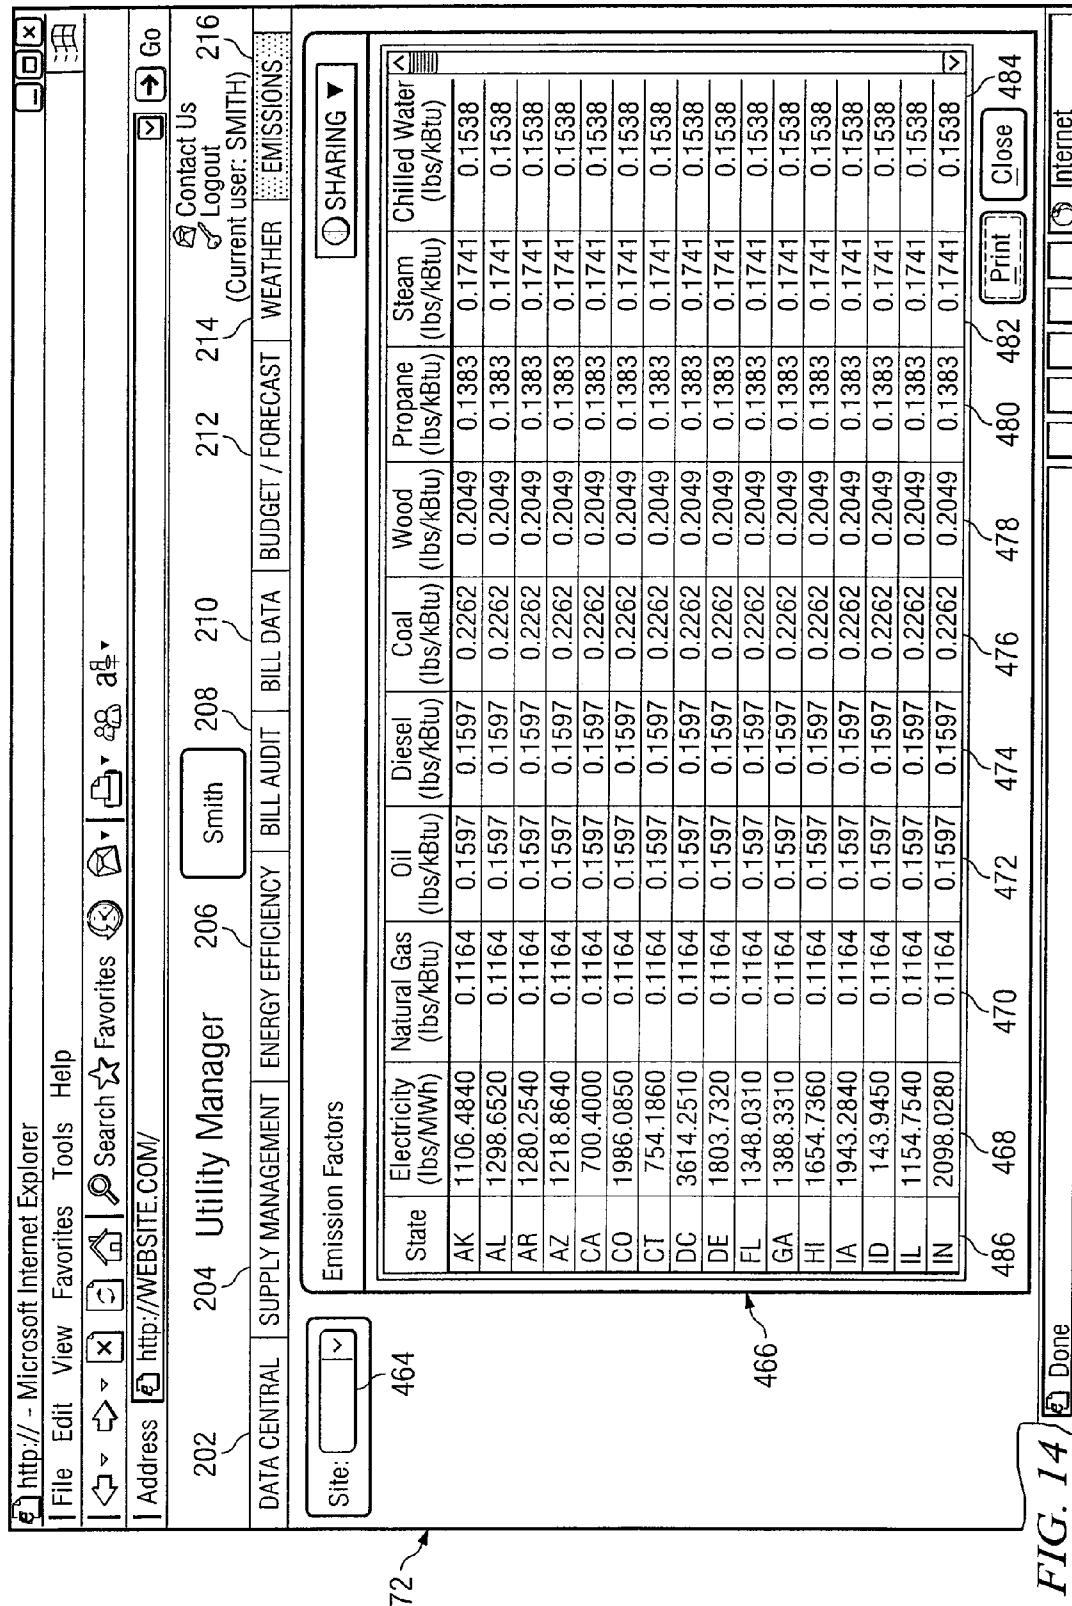 http:// - Microsoft Internet Explorer
File Edit View Favorites Tools Help
Search Favorites
Address http://WEBSITE.COM/ Go
202 204 Utility Manager 206 Smith 208 210 212 214 216
Contact Us
Logout
(Current user: SMITH)
DATA CENTRAL SUPPLY MANAGEMENT ENERGY EFFICIENCY BILL AUDIT BILL DATA BUDGET / FORECAST WEATHER EMISSIONS
Site:
464
72
Emission Factors SHARING
State Electricity (lbs/MWh) Natural Gas (lbs/kBtu) Oil (lbs/kBtu) Diesel (lbs/kBtu) Coal (lbs/kBtu) Wood (lbs/kBtu) Propane (lbs/kBtu) Steam (lbs/kBtu) Chilled Water (lbs/kBtu)
AK 1106.4840 0.1164 0.1597 0.1597 0.2262 0.2049 0.1383 0.1741 0.1538
AL 1298.6520 0.1164 0.1597 0.1597 0.2262 0.2049 0.1383 0.1741 0.1538
AR 1280.2540 0.1164 0.1597 0.1597 0.2262 0.2049 0.1383 0.1741 0.1538
AZ 1218.8640 0.1164 0.1597 0.1597 0.2262 0.2049 0.1383 0.1741 0.1538
CA 700.4000 0.1164 0.1597 0.1597 0.2262 0.2049 0.1383 0.1741 0.1538
CO 1986.0850 0.1164 0.1597 0.1597 0.2262 0.2049 0.1383 0.1741 0.1538
CT 754.1860 0.1164 0.1597 0.1597 0.2262 0.2049 0.1383 0.1741 0.1538
DC 3614.2510 0.1164 0.1597 0.1597 0.2262 0.2049 0.1383 0.1741 0.1538
DE 1803.7320 0.1164 0.1597 0.1597 0.2262 0.2049 0.1383 0.1741 0.1538
FL 1348.0310 0.1164 0.1597 0.1597 0.2262 0.2049 0.1383 0.1741 0.1538
GA 1388.3310 0.1164 0.1597 0.1597 0.2262 0.2049 0.1383 0.1741 0.1538
HI 1654.7360 0.1164 0.1597 0.1597 0.2262 0.2049 0.1383 0.1741 0.1538
IA 1943.2840 0.1164 0.1597 0.1597 0.2262 0.2049 0.1383 0.1741 0.1538
ID 143.9450 0.1164 0.1597 0.1597 0.2262 0.2049 0.1383 0.1741 0.1538
IL 1154.7540 0.1164 0.1597 0.1597 0.2262 0.2049 0.1383 0.1741 0.1538
IN 2098.0280 0.1164 0.1597 0.1597 0.2262 0.2049 0.1383 0.1741 0.1538
466
486 468 470 472 474 476 478 480 482 484
Print Close
Done Internet
FIG. 14